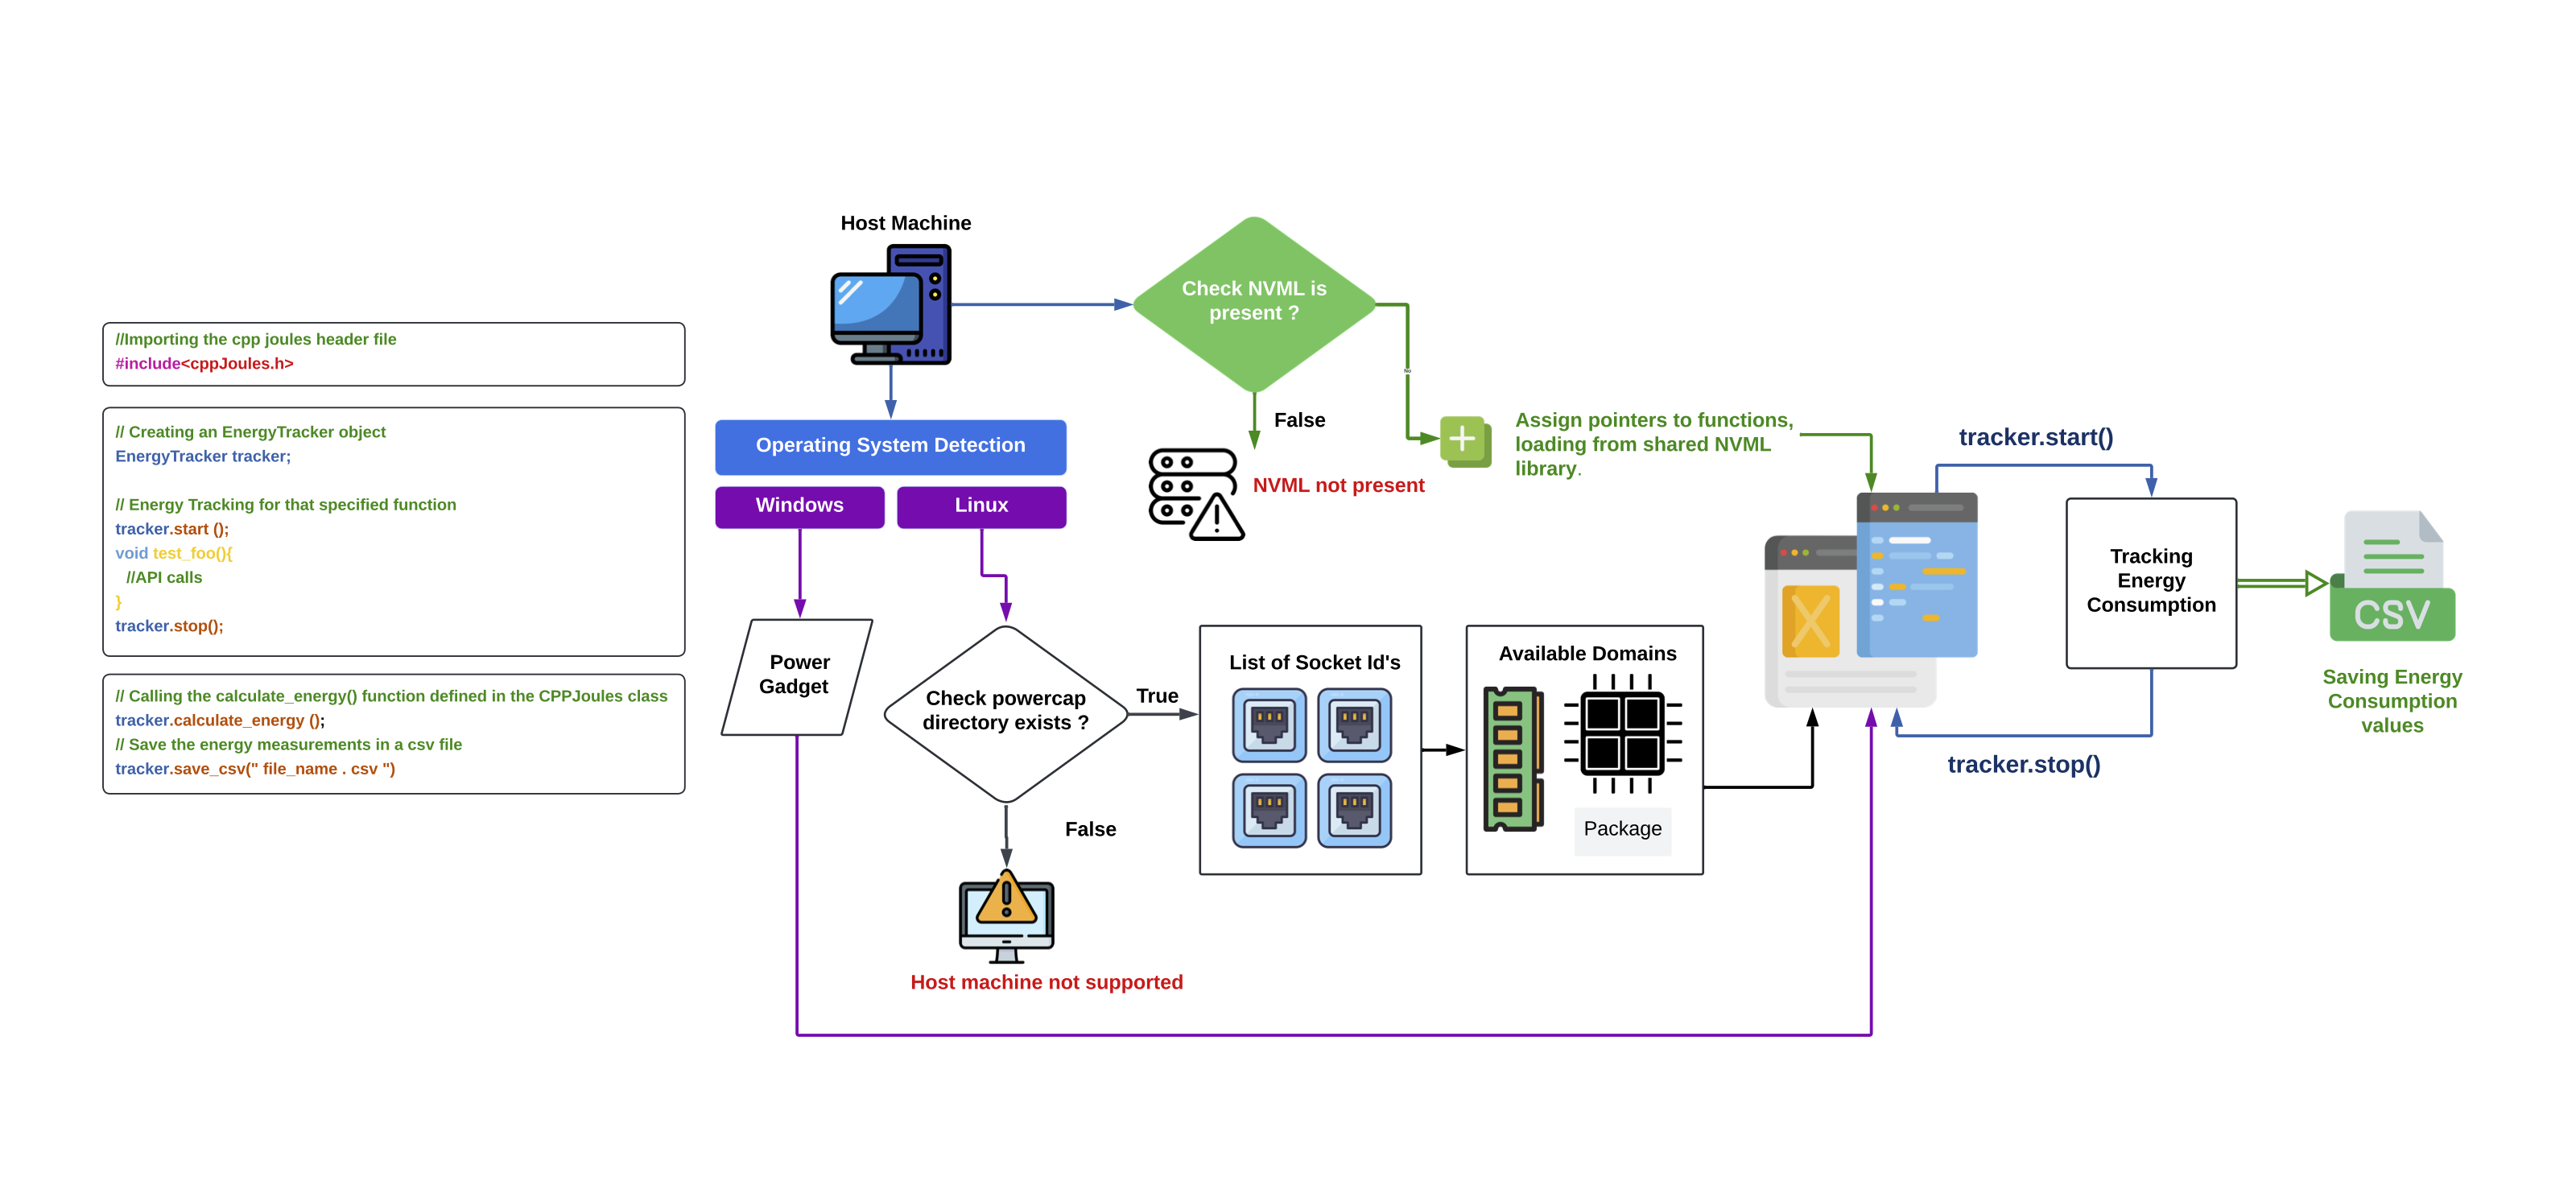 //Importing the cpp joules header file
#include<cppJoules.h>
// Creating an EnergyTracker object
EnergyTracker tracker;
// Energy Tracking for that specified function
tracker.start ();
void test_foo(){
//API calls
}
tracker.stop();
// Calling the calculate_energy() function defined in the CPPJoules class
tracker.calculate_energy ();
// Save the energy measurements in a csv file
tracker.save_csv(" file_name . csv ")
Host Machine
Operating System Detection
Windows
Linux
Power
Gadget
Check powercap
directory exists ?
True
False
Host machine not supported
Check NVML is
present ?
False
NVML not present
No
Assign pointers to functions,
loading from shared NVML
library.
List of Socket Id's
Available Domains
Package
tracker.start()
Tracking
Energy
Consumption
tracker.stop()
CSV
Saving Energy
Consumption
values